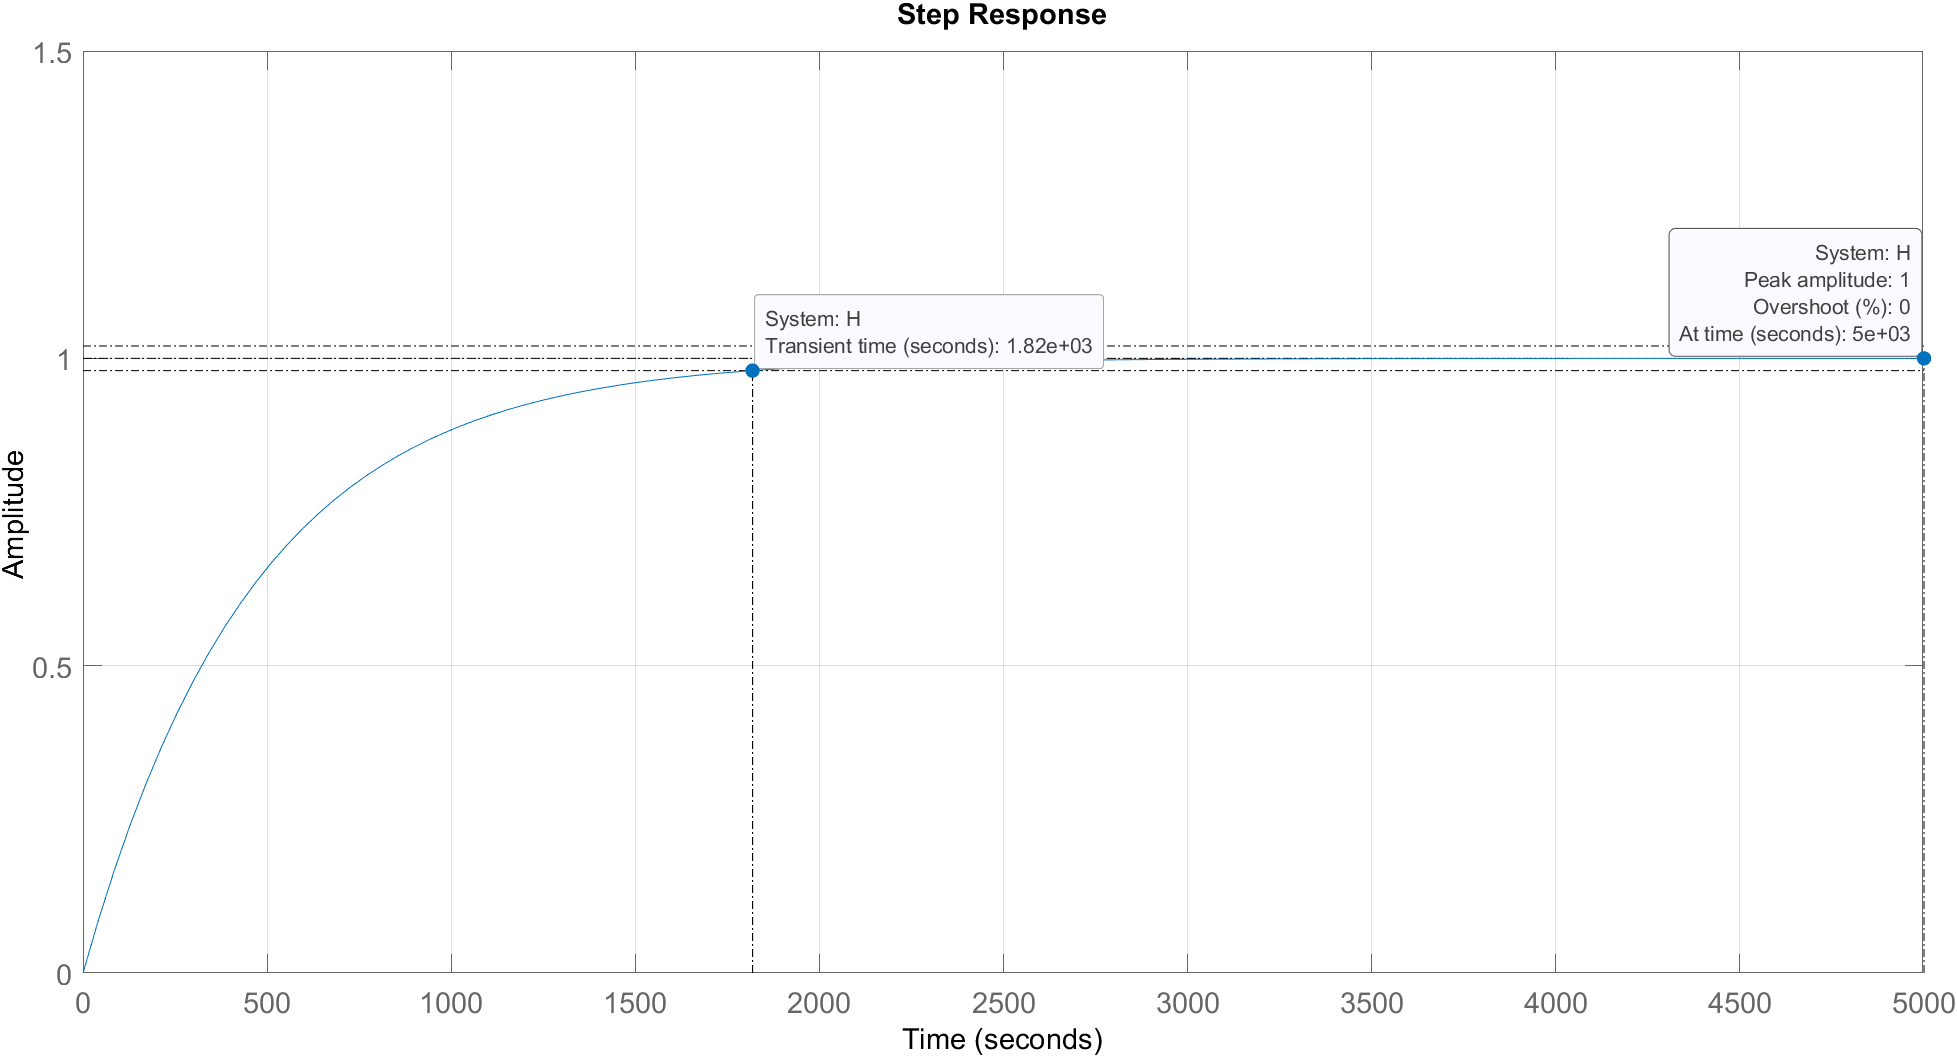 Step Response
1.5
1
0.5
0
Amplitude
System: H
Transient time (seconds): 1.82e+03
System: H
Peak amplitude: 1
Overshoot (%): 0
At time (seconds): 5e+03
0 500 1000 1500 2000 2500 3000 3500 4000 4500 5000
Time (seconds)